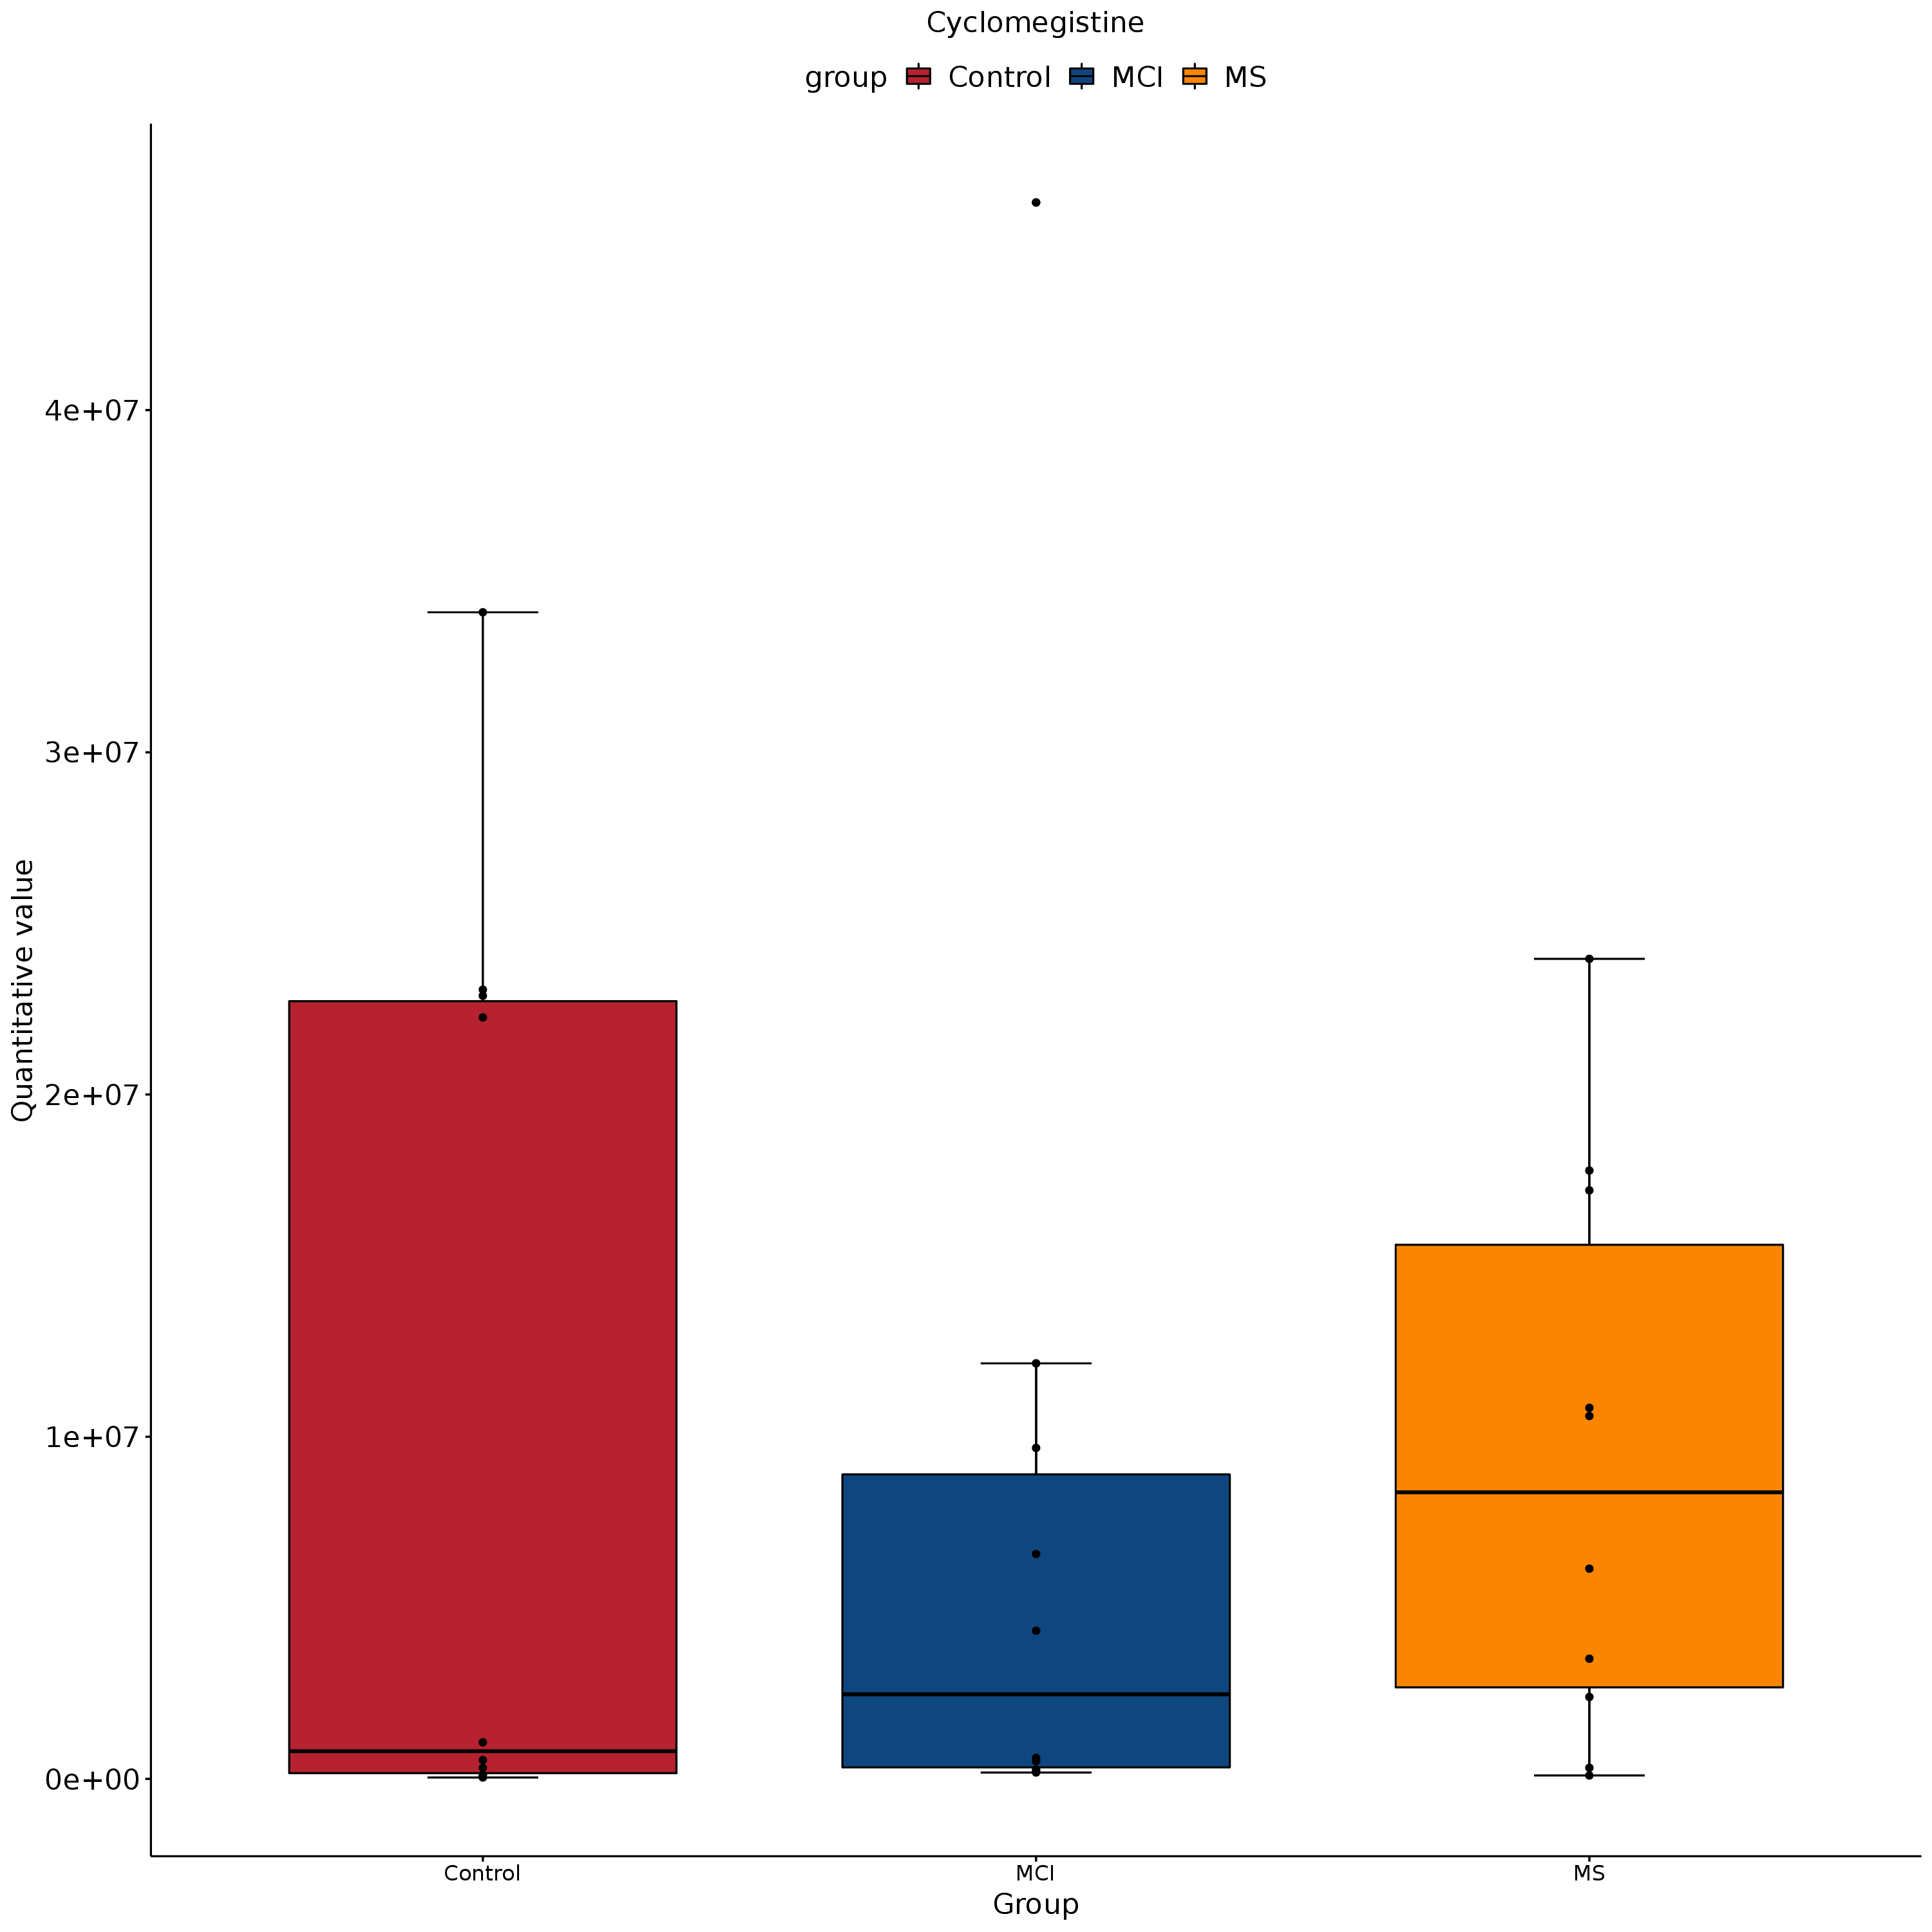 Cyclomegistine
group Control MCI MS
Quantitative value
4e+07
3e+07
2e+07
1e+07
0e+00
Control MCI MS
Group